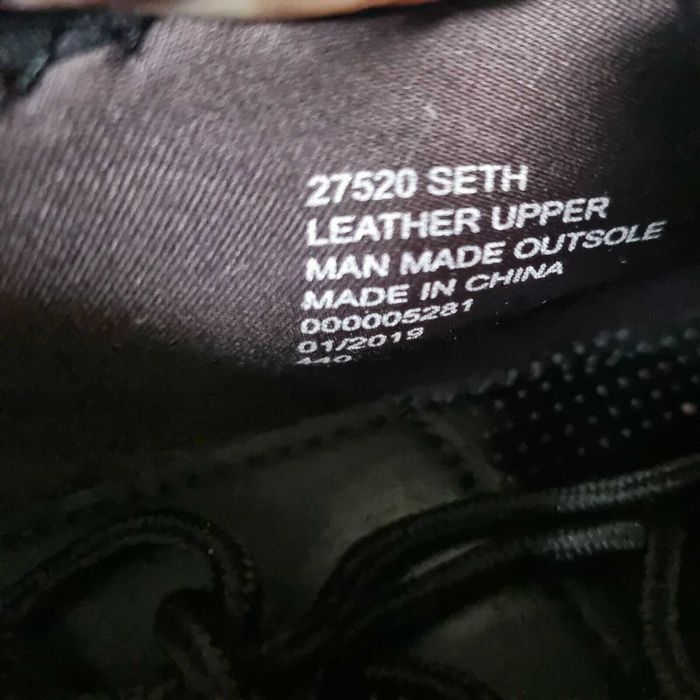 27520 SETH
LEATHER UPPER
MAN MADE OUTSOLE
MADE IN CHINA
000005281
01/2019